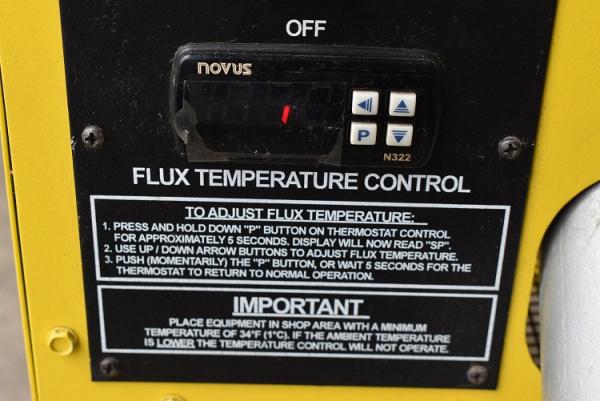 OFF
novus
P
N322
FLUX TEMPERATURE CONTROL
TO ADJUST FLUX TEMPERATURE:
1. PRESS AND HOLD DOWN "P" BUTTON ON THERMOSTAT CONTROL
FOR APPROXIMATELY 5 SECONDS. DISPLAY WILL NOW READ "SP".
2. USE UP / DOWN ARROW BUTTONS TO ADJUST FLUX TEMPERATURE.
3. PUSH (MOMENTARILY) THE "P" BUTTON, OR WAIT 5 SECONDS FOR THE
THERMOSTAT TO RETURN TO NORMAL OPERATION.
IMPORTANT
PLACE EQUIPMENT IN SHOP AREA WITH A MINIMUM
TEMPERATURE OF 34°F (1°C). IF THE AMBIENT TEMPERATURE
IS LOWER THE TEMPERATURE CONTROL WILL NOT OPERATE.